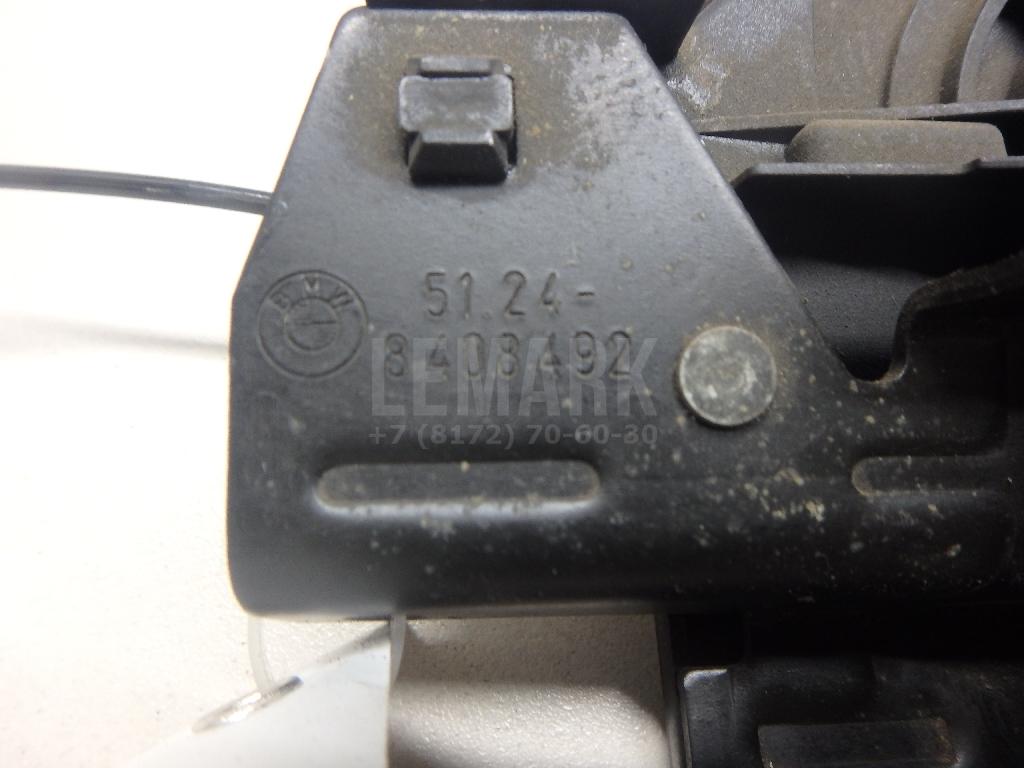 BMW
51.24-
8408492
LEMARK
+7 (8172) 70-60-30